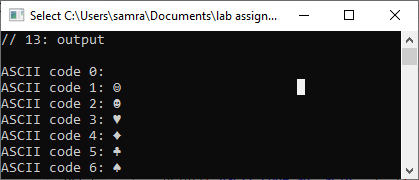 Select C:\Users\samra\Documents\lab assign...
// 13: output
ASCII code 0:
ASCII code 1: ☺
ASCII code 2: ☻
ASCII code 3: ♥
ASCII code 4: ♦
ASCII code 5: ♣
ASCII code 6: ♠